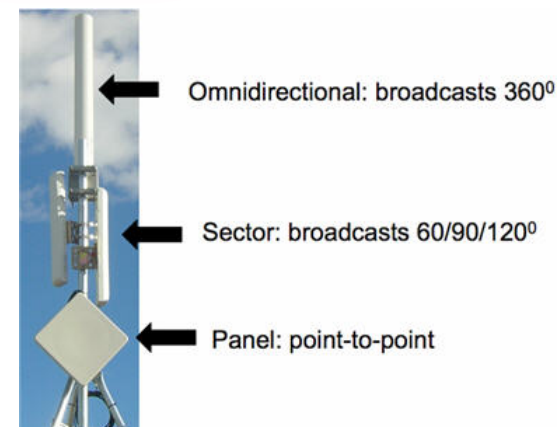 Omnidirectional: broadcasts 360⁰
Sector: broadcasts 60/90/120⁰
Panel: point-to-point